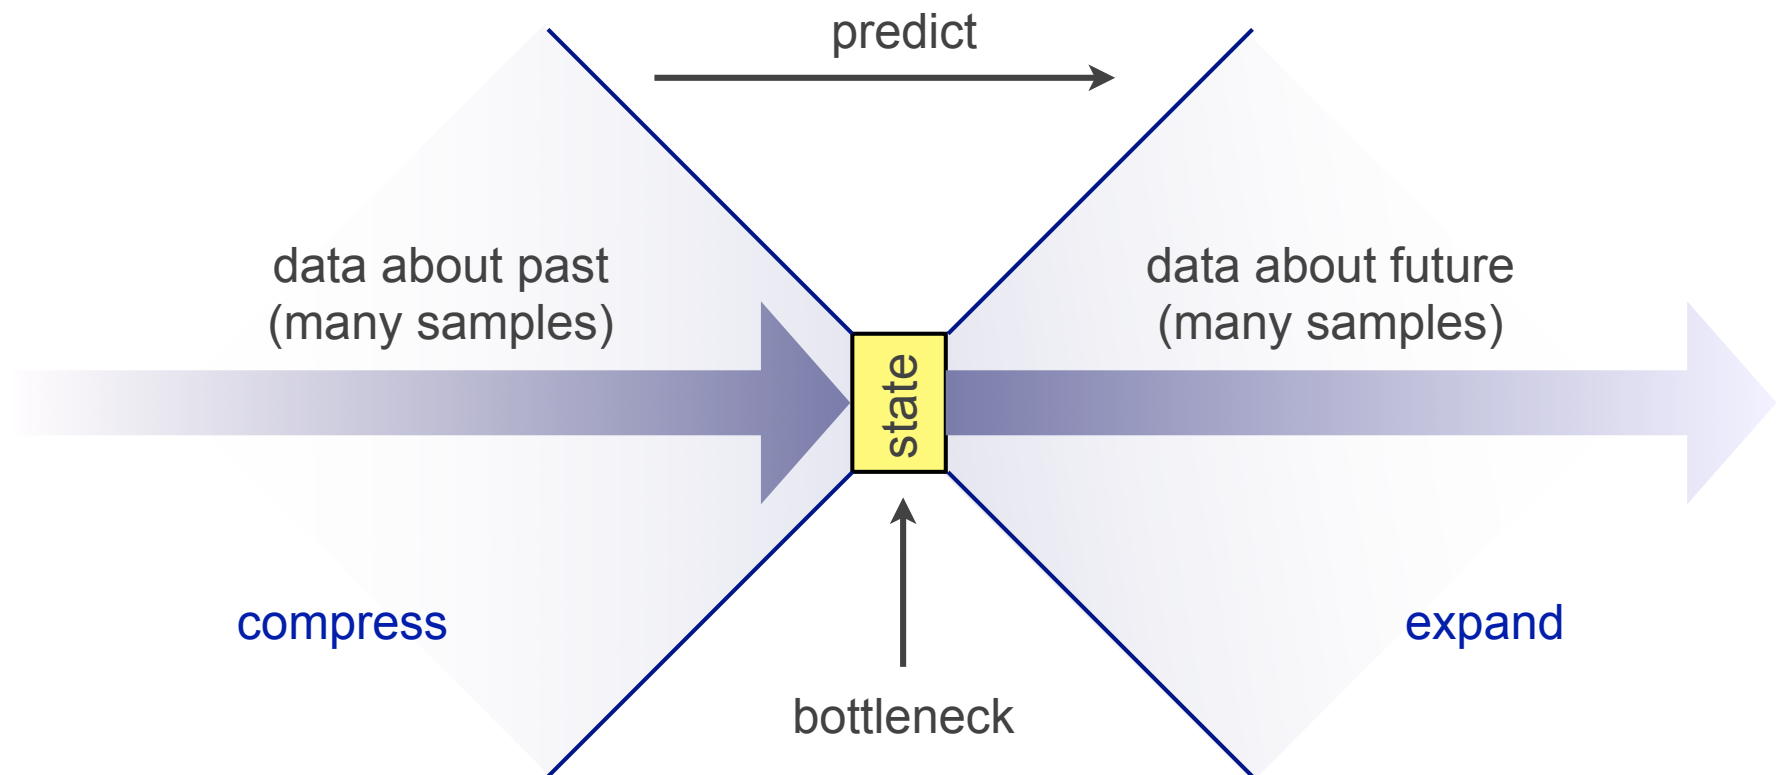 predict
data about past
(many samples)
data about future
(many samples)
state
compress
expand
bottleneck